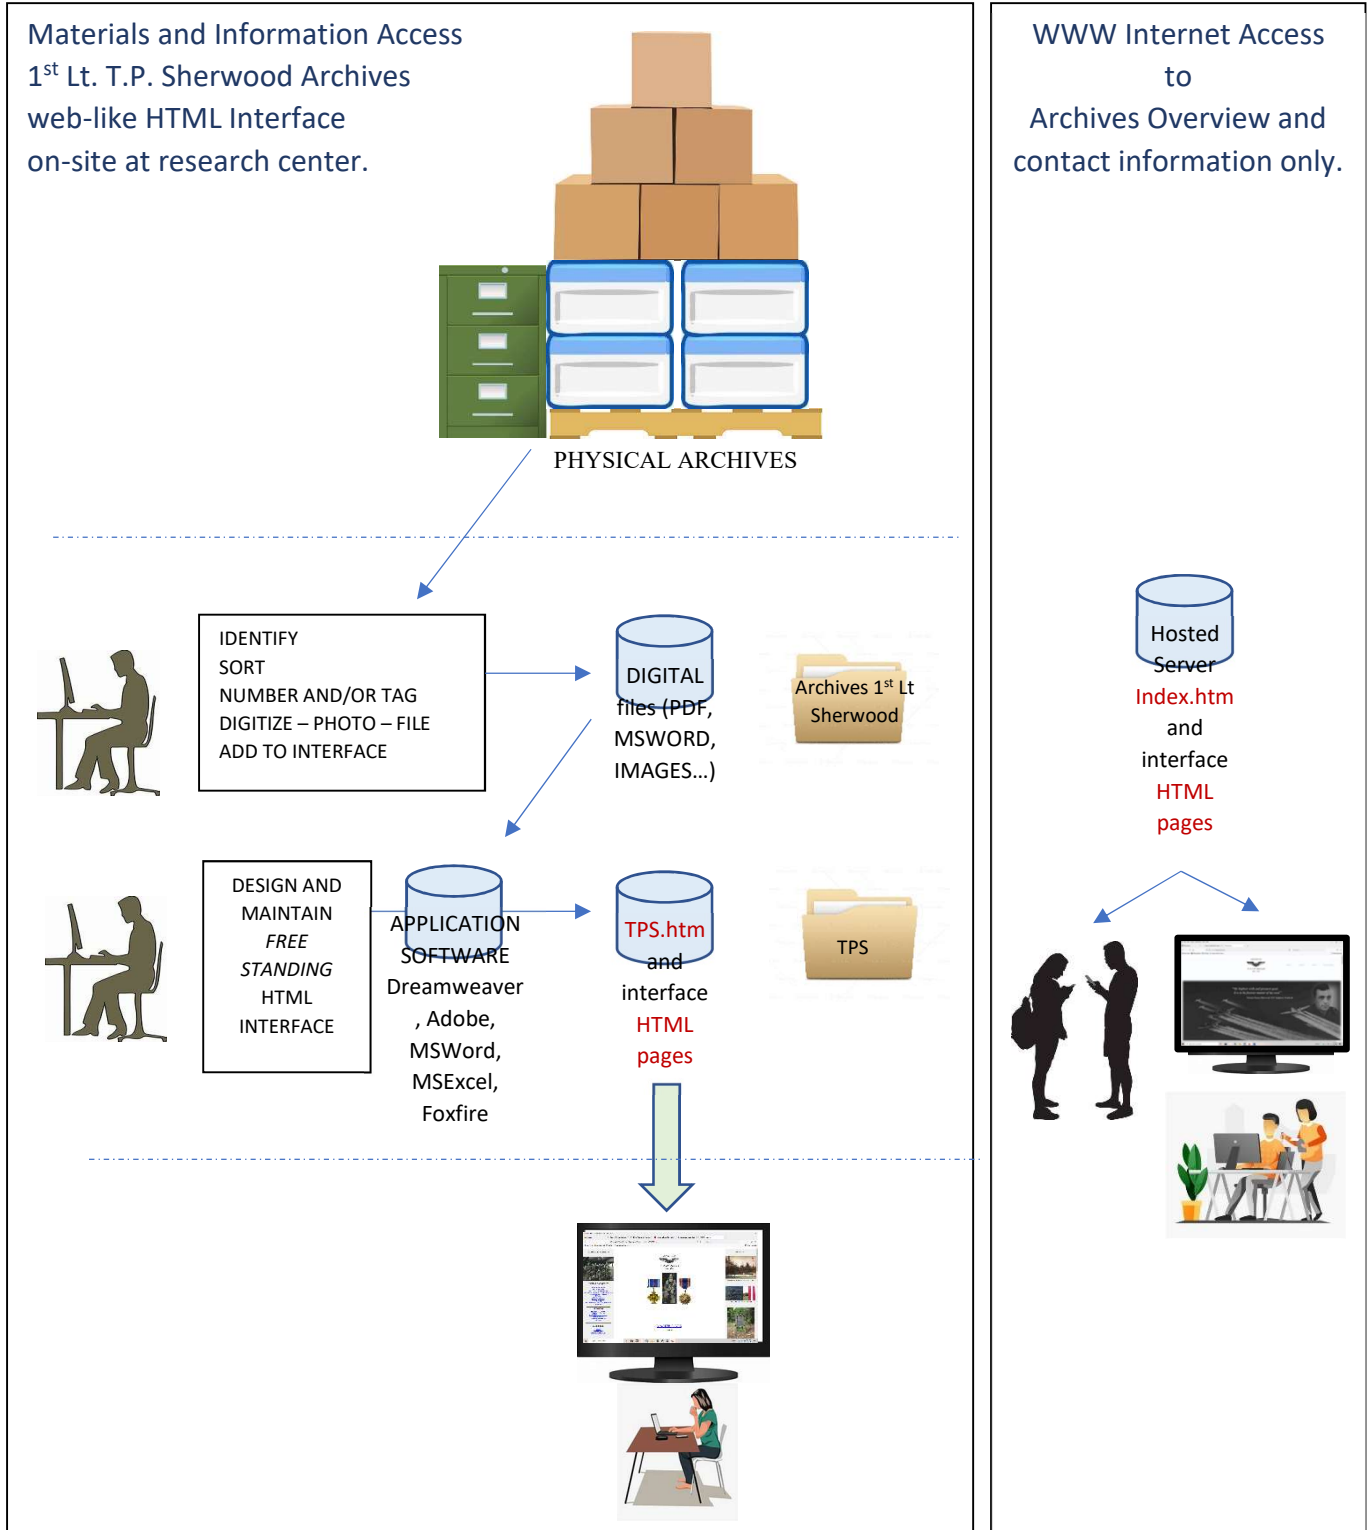 Materials and Information Access
1st Lt. T.P. Sherwood Archives
web-like HTML Interface
on-site at research center.
PHYSICAL ARCHIVES
IDENTIFY
SORT
NUMBER AND/OR TAG
DIGITIZE – PHOTO – FILE
ADD TO INTERFACE
DIGITAL
files (PDF,
MSWORD,
IMAGES...)
Archives 1st Lt
Sherwood
DESIGN AND
MAINTAIN
FREE
STANDING
HTML
INTERFACE
APPLICATION
SOFTWARE
Dreamweaver
, Adobe,
MSWord,
MSExcel,
Foxfire
TPS.htm
and
interface
HTML
pages
TPS
WWW Internet Access
to
Archives Overview and
contact information only.
Hosted
Server
Index.htm
and
interface
HTML
pages